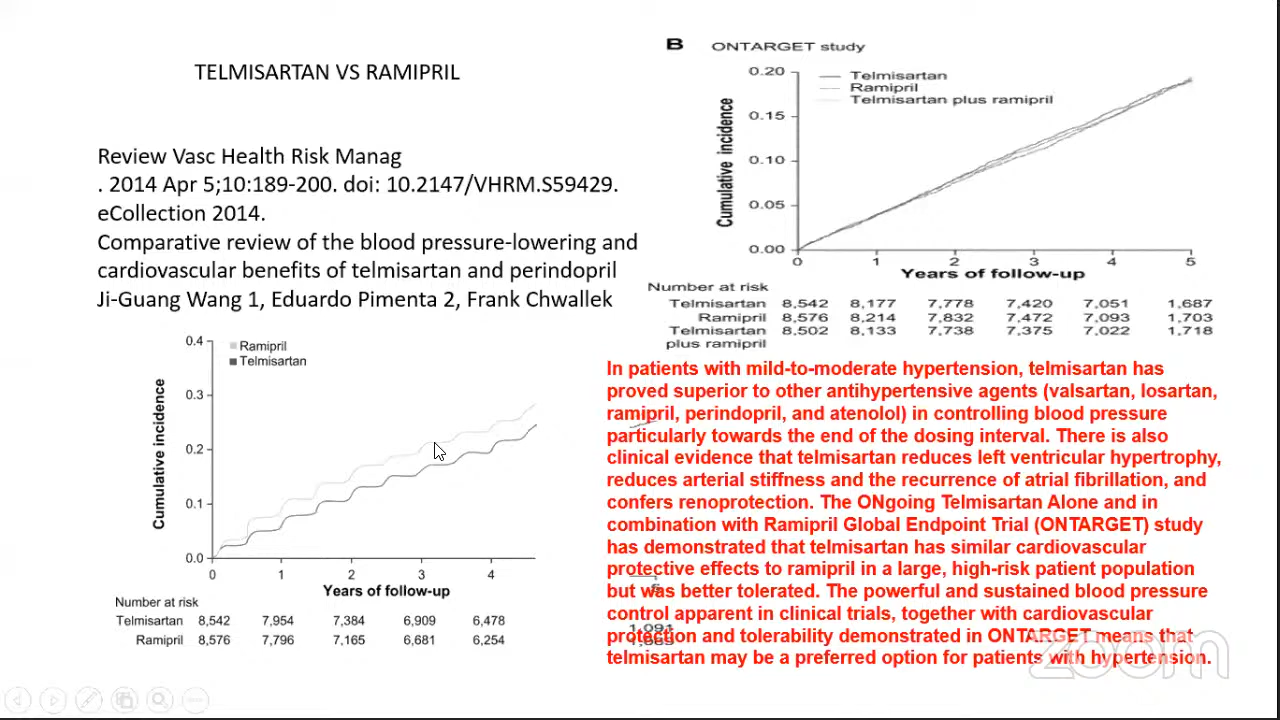 TELMISARTAN VS RAMIPRIL
Review Vasc Health Risk Manag
. 2014 Apr 5;10:189-200. doi: 10.2147/VHRM.S59429.
eCollection 2014.
Comparative review of the blood pressure-lowering and
cardiovascular benefits of telmisartan and perindopril
Ji-Guang Wang 1, Eduardo Pimenta 2, Frank Chwallek
0.4
0.3
0.2
0.1
0.0
Cumulative incidence
Ramipril
Telmisartan
0 1 2 3 4
Years of follow-up
Number at risk
Telmisartan 8,542 7,954 7,384 6,909 6,478
Ramipril 8,576 7,796 7,165 6,681 6,254
B ONTARGET study
0.20
0.15
0.10
0.05
0.00
Cumulative incidence
Telmisartan
Ramipril
Telmisartan plus ramipril
0 1 2 3 4 5
Years of follow-up
Number at risk
Telmisartan 8,542 8,177 7,778 7,420 7,051 1,687
Ramipril 8,576 8,214 7,832 7,472 7,093 1,703
Telmisartan 8,502 8,133 7,738 7,375 7,022 1,718
plus ramipril
In patients with mild-to-moderate hypertension, telmisartan has
proved superior to other antihypertensive agents (valsartan, losartan,
ramipril, perindopril, and atenolol) in controlling blood pressure
particularly towards the end of the dosing interval. There is also
clinical evidence that telmisartan reduces left ventricular hypertrophy,
reduces arterial stiffness and the recurrence of atrial fibrillation, and
confers renoprotection. The ONgoing Telmisartan Alone and in
combination with Ramipril Global Endpoint Trial (ONTARGET) study
has demonstrated that telmisartan has similar cardiovascular
protective effects to ramipril in a large, high-risk patient population
but was better tolerated. The powerful and sustained blood pressure
control apparent in clinical trials, together with cardiovascular
protection and tolerability demonstrated in ONTARGET means that
telmisartan may be a preferred option for patients with hypertension.
zoom